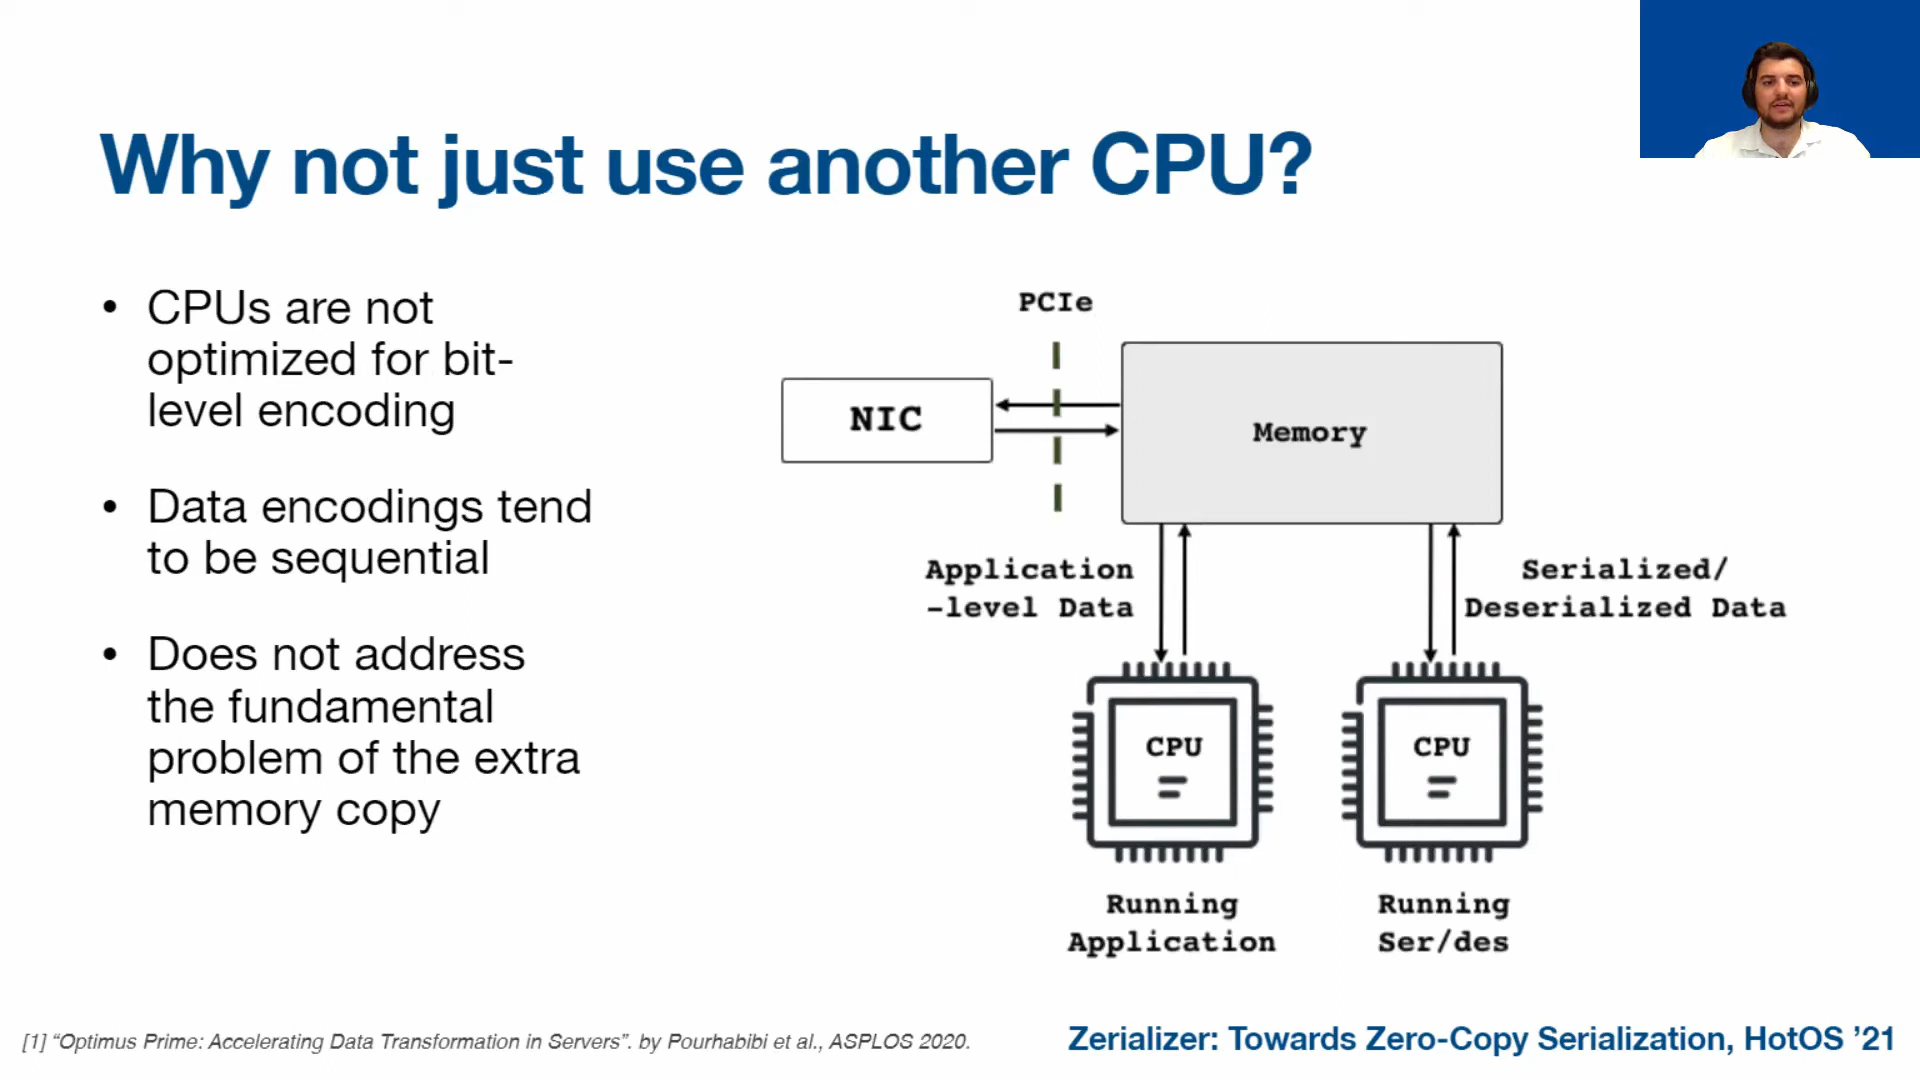 Why not just use another CPU?
• CPUs are not
optimized for bit-
level encoding
• Data encodings tend
to be sequential
• Does not address
the fundamental
problem of the extra
memory copy
PCIe
NIC
Memory
Application
-level Data
Serialized/
Deserialized Data
CPU
CPU
Running
Application
Running
Ser/des
[1] “Optimus Prime: Accelerating Data Transformation in Servers”. by Pourhabibi et al., ASPLOS 2020.
Zerializer: Towards Zero-Copy Serialization, HotOS ’21